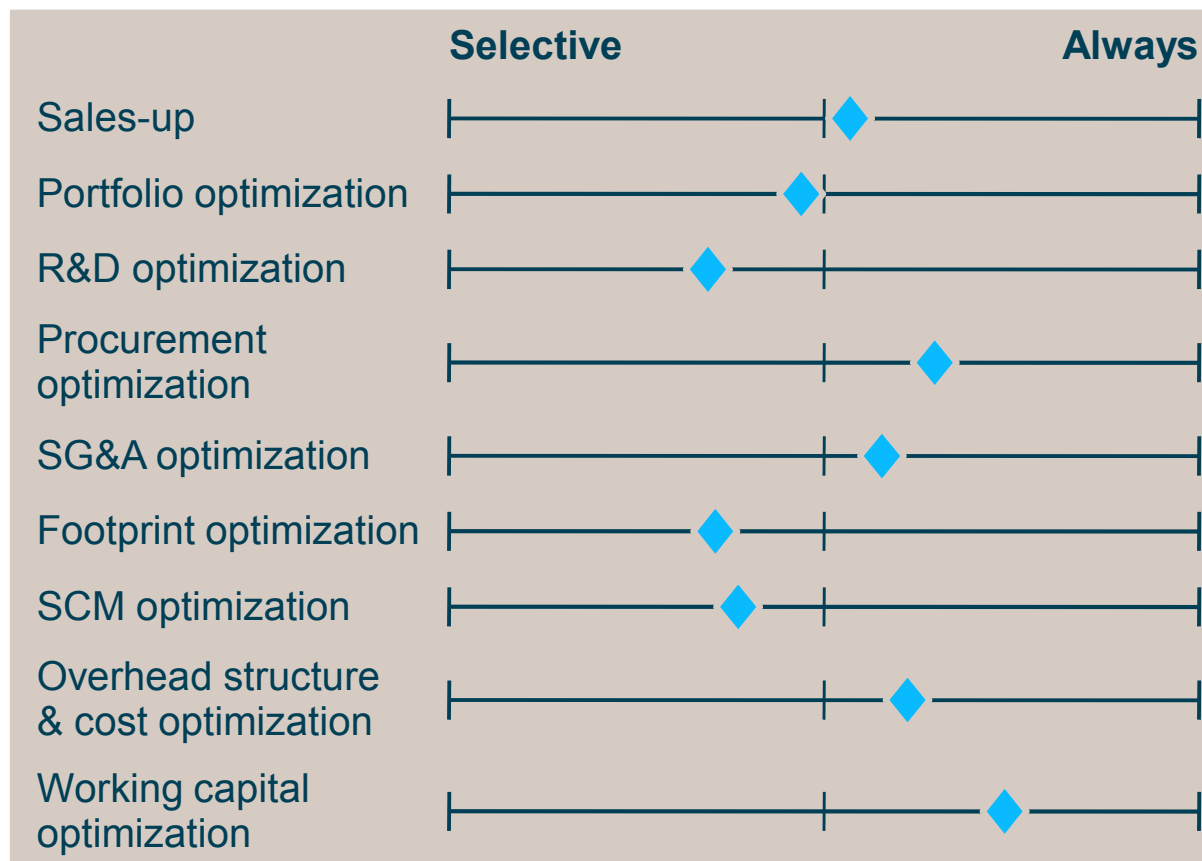 Selective Always
Sales-up
Portfolio optimization
R&D optimization
Procurement
optimization
SG&A optimization
Footprint optimization
SCM optimization
Overhead structure
& cost optimization
Working capital
optimization